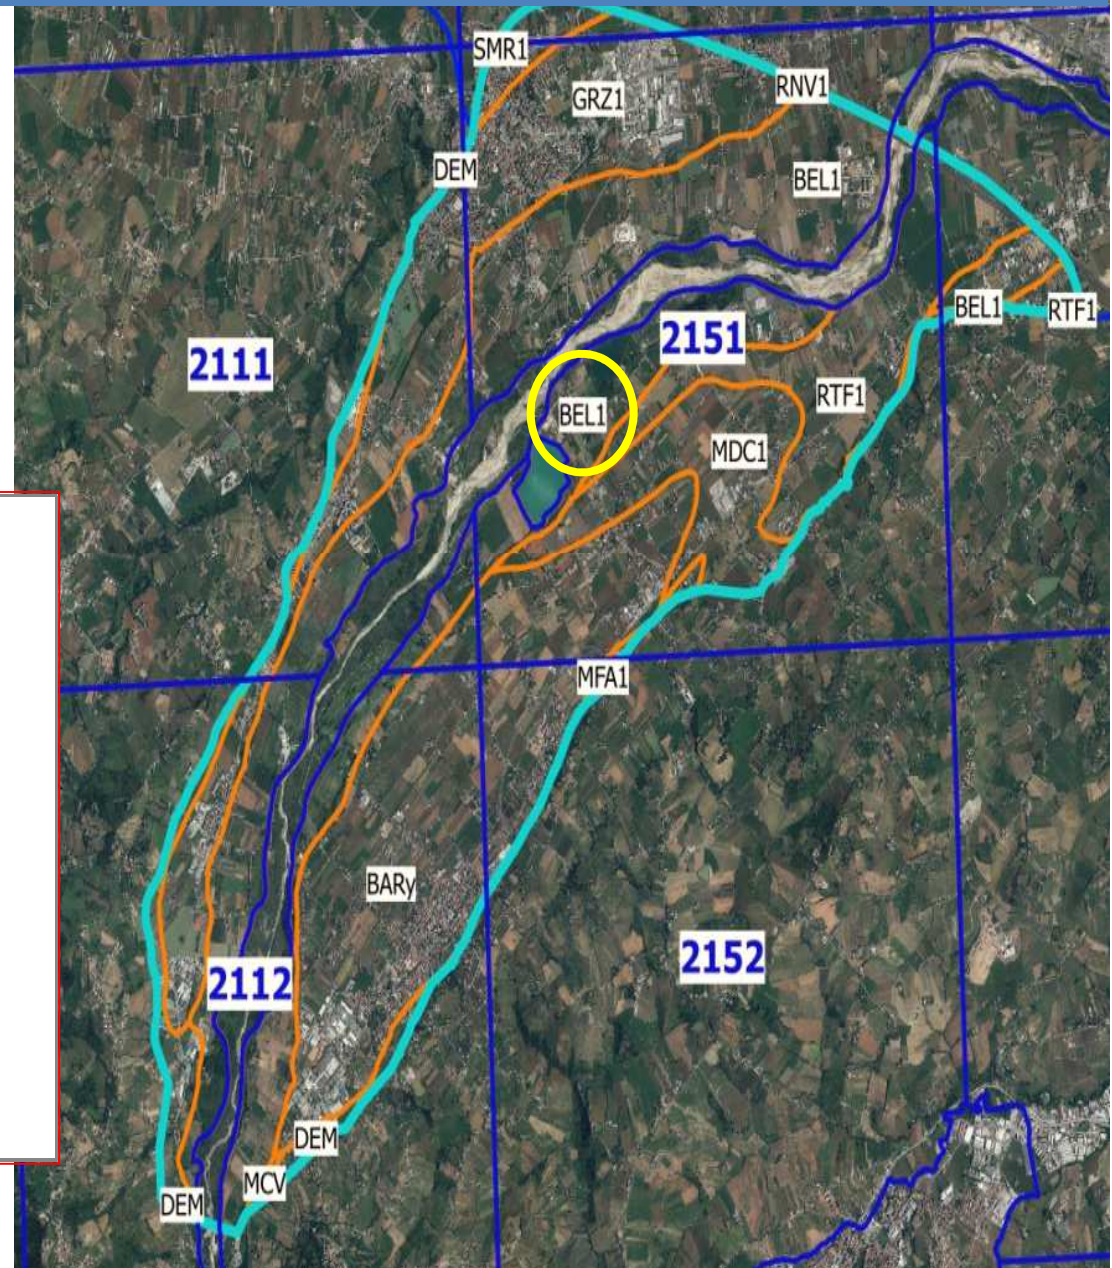 SMR1
RNV1
GRZ1
DEM
BEL1
BEL1
RTF1
2151
2111
RTF1
BEL1
MDC1
MFA1
BARy
2152
2112
DEM
MCV
DEM